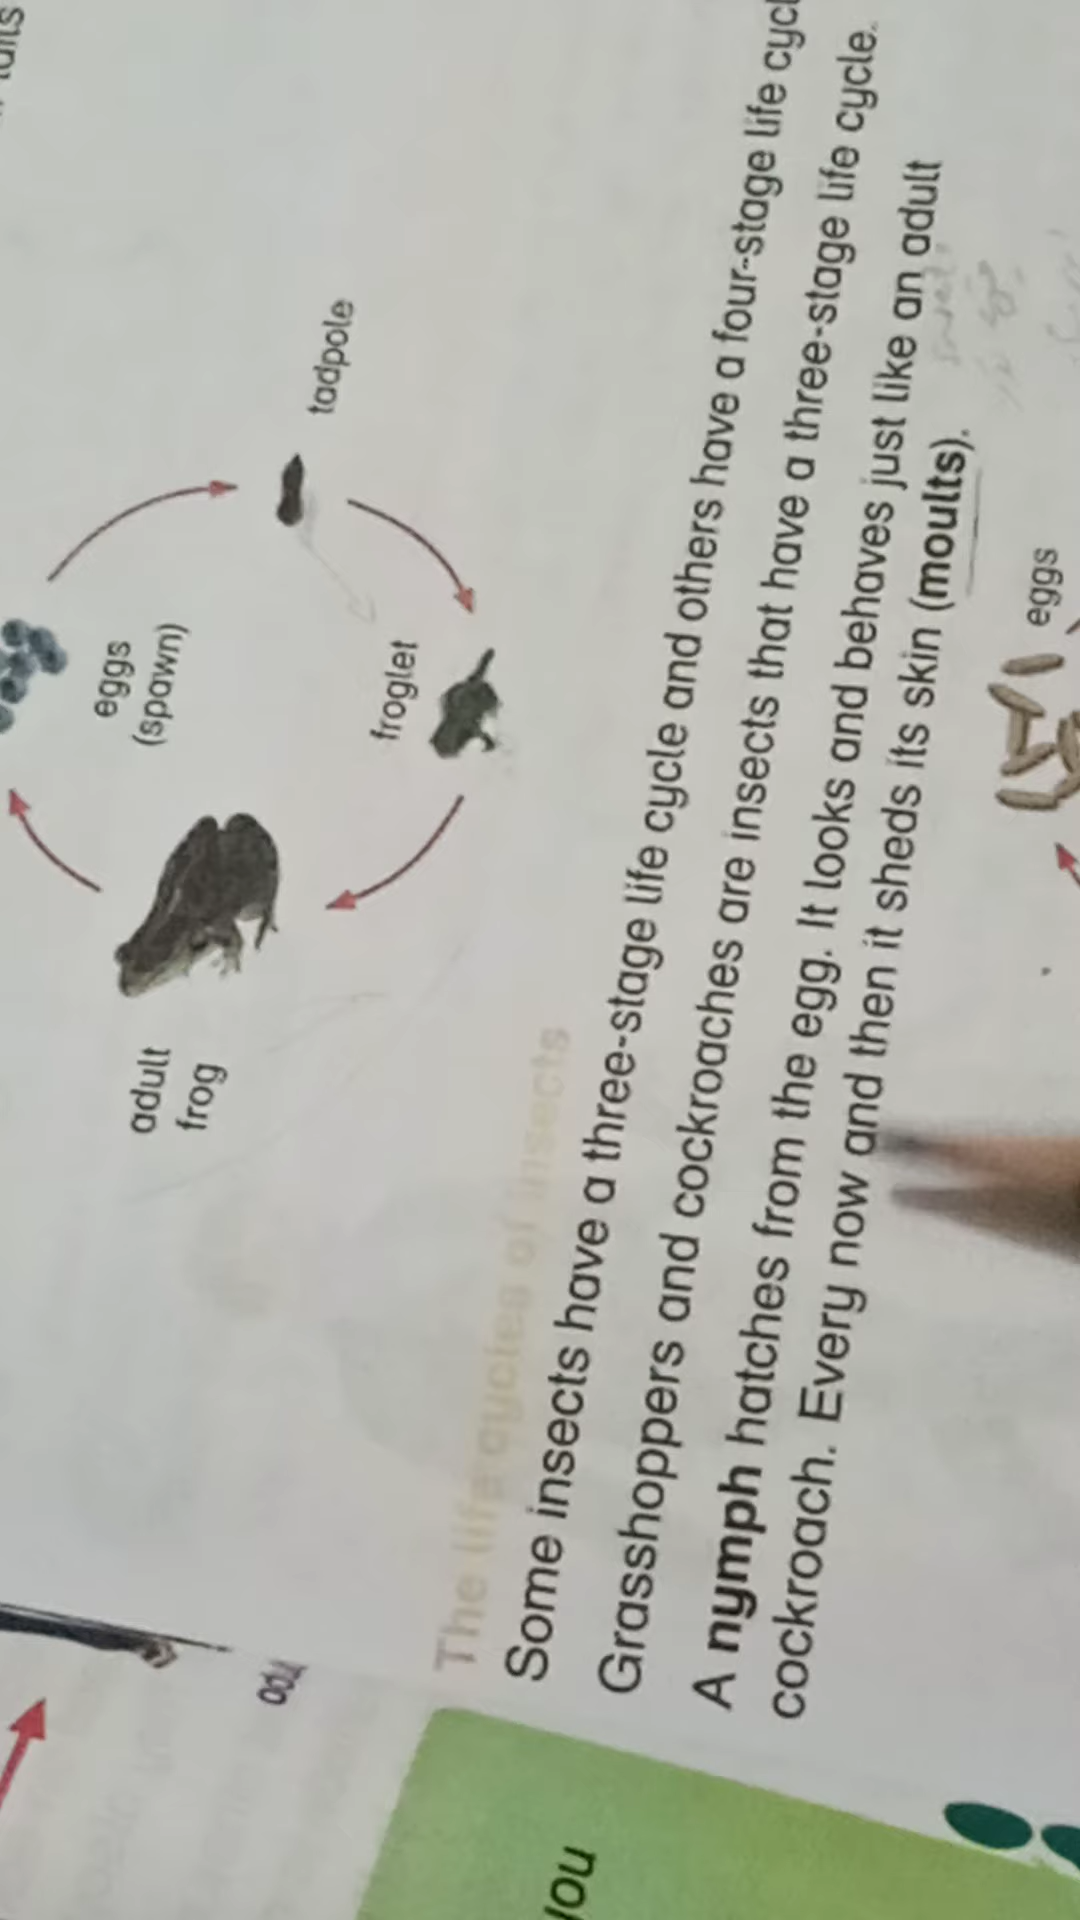 eggs
(spawn)
tadpole
froglet
adult
frog
The life cycles of insects
Some insects have a three-stage life cycle and others have a four-stage life
Grasshoppers and cockroaches are insects that have a three-stage life cycle.
A nymph hatches from the egg. It looks and behaves just like an adult
cockroach. Every now and then it sheds its skin (moults).
eggs